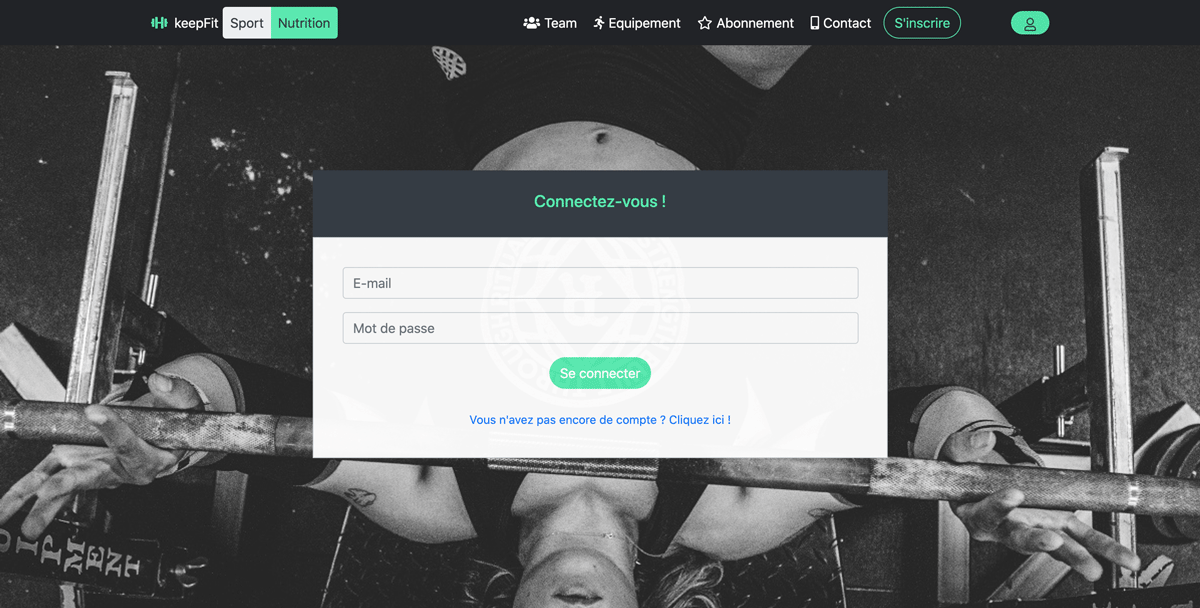 keepFit Sport Nutrition Team Equipement Abonnement Contact S'inscrire
Connectez-vous !
E-mail
Mot de passe
Se connecter
Vous n'avez pas encore de compte ? Cliquez ici !